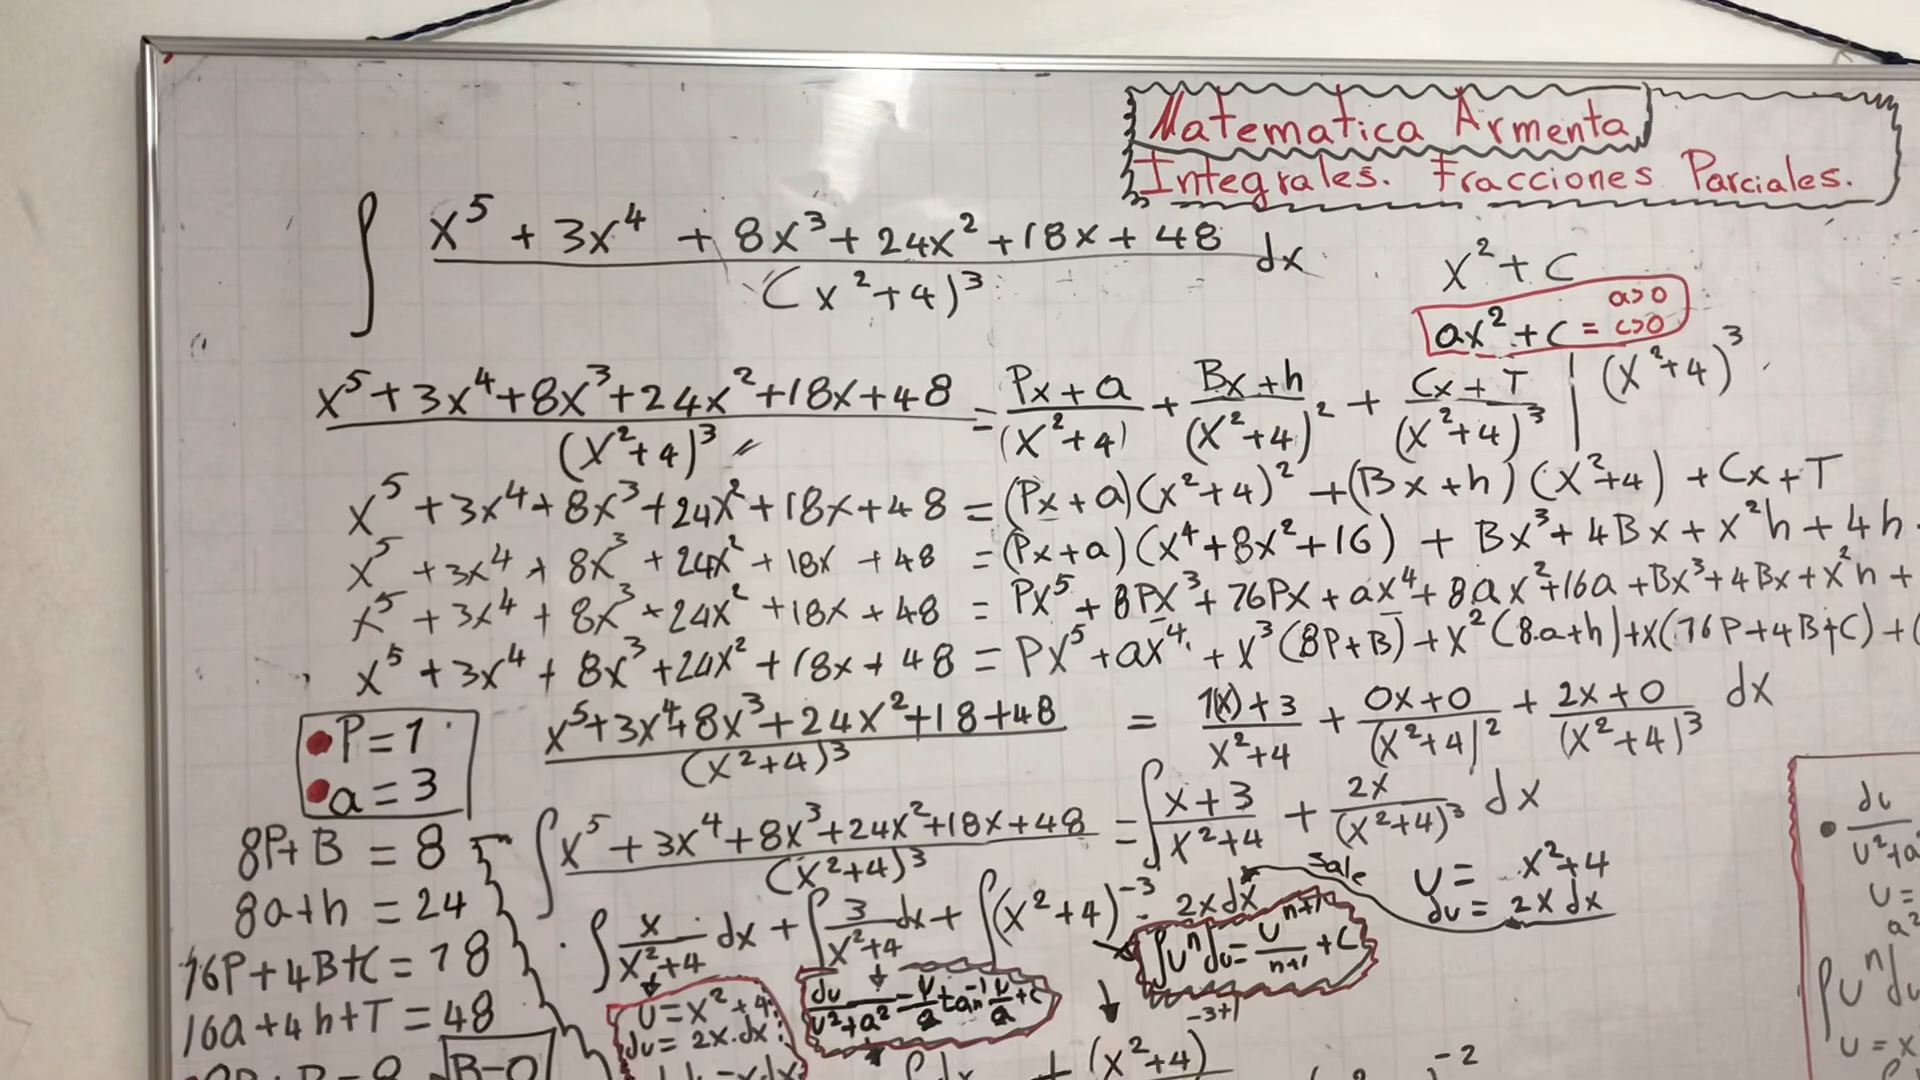 Matematica Armenta
Integrales. Fracciones Parciales.
∫ x⁵ + 3x⁴ + 8x³ + 24x² + 18x + 48 / (x²+4)³ dx
x² + C
ax² + C = a>0 c>0
x⁵+3x⁴+8x³+24x²+18x+48 / (x²+4)³ = Px+a / (x²+4) + Bx+h / (x²+4)² + Cx+T / (x²+4)³ | (x²+4)³
x⁵+3x⁴+8x³+24x²+18x+48 = (Px+a)(x²+4)² + (Bx+h)(x²+4) + Cx+T
x⁵+3x⁴+8x³+24x²+18x+48 = (Px+a)(x⁴+8x²+16) + Bx³+4Bx+x²h+4h
x⁵+3x⁴+8x³+24x²+18x+48 = Px⁵+8Px³+16Px+ax⁴+8ax²+16a+Bx³+4Bx+x²h+
x⁵+3x⁴+8x³+24x²+18x+48 = Px⁵+ax⁴+x³(8P+B)+x²(8a+h)+x(16P+4B+C)+(
P=1
a=3
x⁵+3x⁴+8x³+24x²+18+48 / (x²+4)³ = 1(x)+3 / x²+4 + 0x+0 / (x²+4)² + 2x+0 / (x²+4)³ dx
8P+B = 8
8a+h = 24
16P+4B+C = 18
16a+4h+T = 48
B=0
∫ x⁵+3x⁴+8x³+24x²+18x+48 / (x²+4)³ = ∫ x+3 / x²+4 + 2x / (x²+4)³ dx
sale
u = x²+4
du = 2x dx
∫ x / x²+4 dx + ∫ 3 / x²+4 dx + ∫ (x²+4)⁻³ · 2x dx
∫uⁿdu = uⁿ⁺¹ / n+1 + C
u = x²+4
du = 2x·dx
du / u²+a² = 1/a tan⁻¹ u/a + c
-3+1
∫ dx + (x²+4)
-2
du
u²+a
u =
a²
∫uⁿdu
u = x